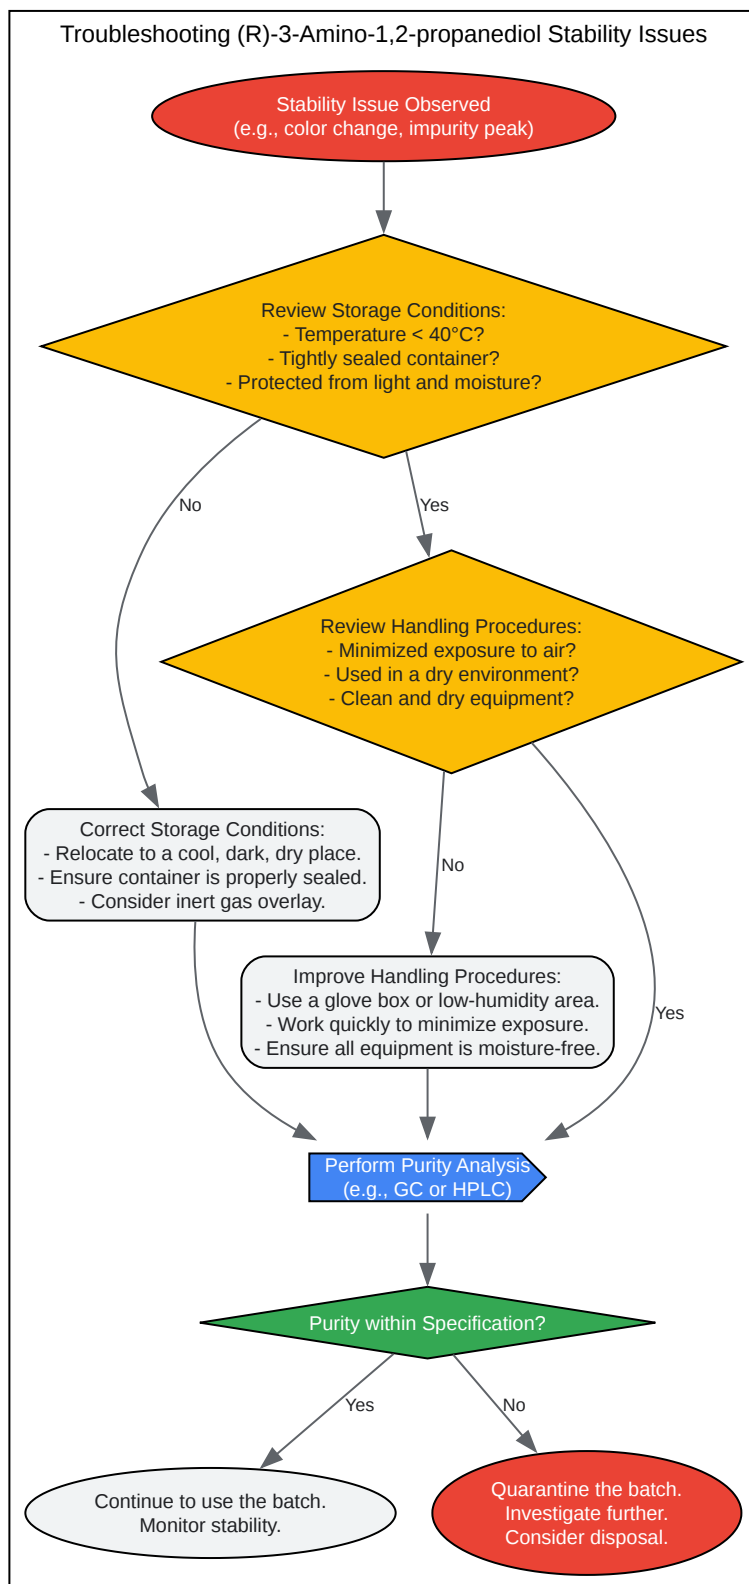 Troubleshooting (R)-3-Amino-1,2-propanediol Stability Issues
Stability Issue Observed
(e.g., color change, impurity peak)
Review Storage Conditions:
- Temperature < 40°C?
- Tightly sealed container?
- Protected from light and moisture?
No
Yes
Review Handling Procedures:
- Minimized exposure to air?
- Used in a dry environment?
- Clean and dry equipment?
Correct Storage Conditions:
- Relocate to a cool, dark, dry place.
- Ensure container is properly sealed.
- Consider inert gas overlay.
No
Improve Handling Procedures:
- Use a glove box or low-humidity area.
- Work quickly to minimize exposure.
- Ensure all equipment is moisture-free.
Yes
Perform Purity Analysis
(e.g., GC or HPLC)
Purity within Specification?
Yes
No
Continue to use the batch.
Monitor stability.
Quarantine the batch.
Investigate further.
Consider disposal.